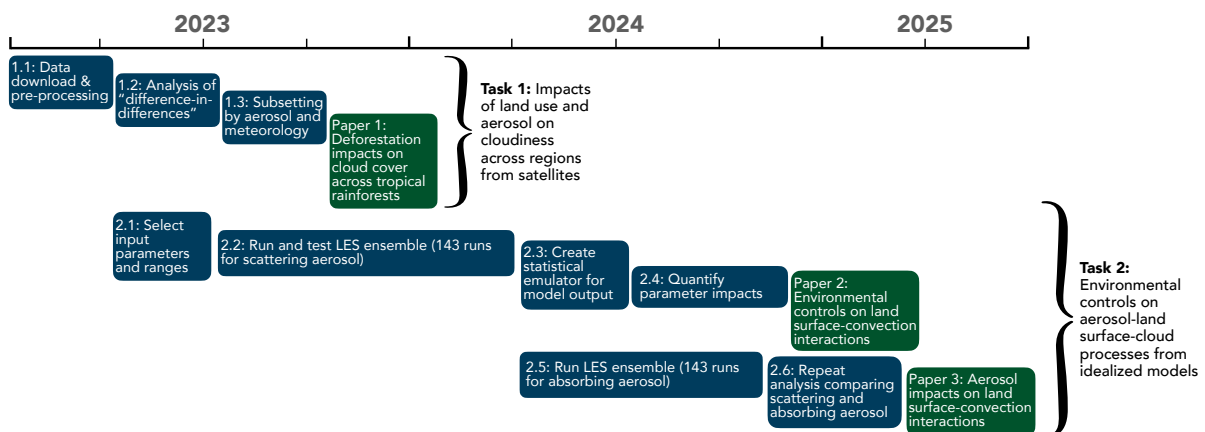 2023
2024
2025
1.1: Data
download &
pre-processing
1.2: Analysis of
“difference-in-
differences”
1.3: Subsetting
by aerosol and
meteorology
Paper 1:
Deforestation
impacts on
cloud cover
across tropical
rainforests
Task 1: Impacts
of land use and
aerosol on
cloudiness
across regions
from satellites
2.1: Select
input
parameters
and ranges
2.2: Run and test LES ensemble (143 runs
for scattering aerosol)
2.3: Create
statistical
emulator for
model output
2.4: Quantify
parameter impacts
Paper 2:
Environmental
controls on land
surface-convection
interactions
2.5: Run LES ensemble (143 runs
for absorbing aerosol)
2.6: Repeat
analysis comparing
scattering and
absorbing aerosol
Paper 3: Aerosol
impacts on land
surface-convection
interactions
Task 2:
Environmental
controls on
aerosol-land
surface-cloud
processes from
idealized models